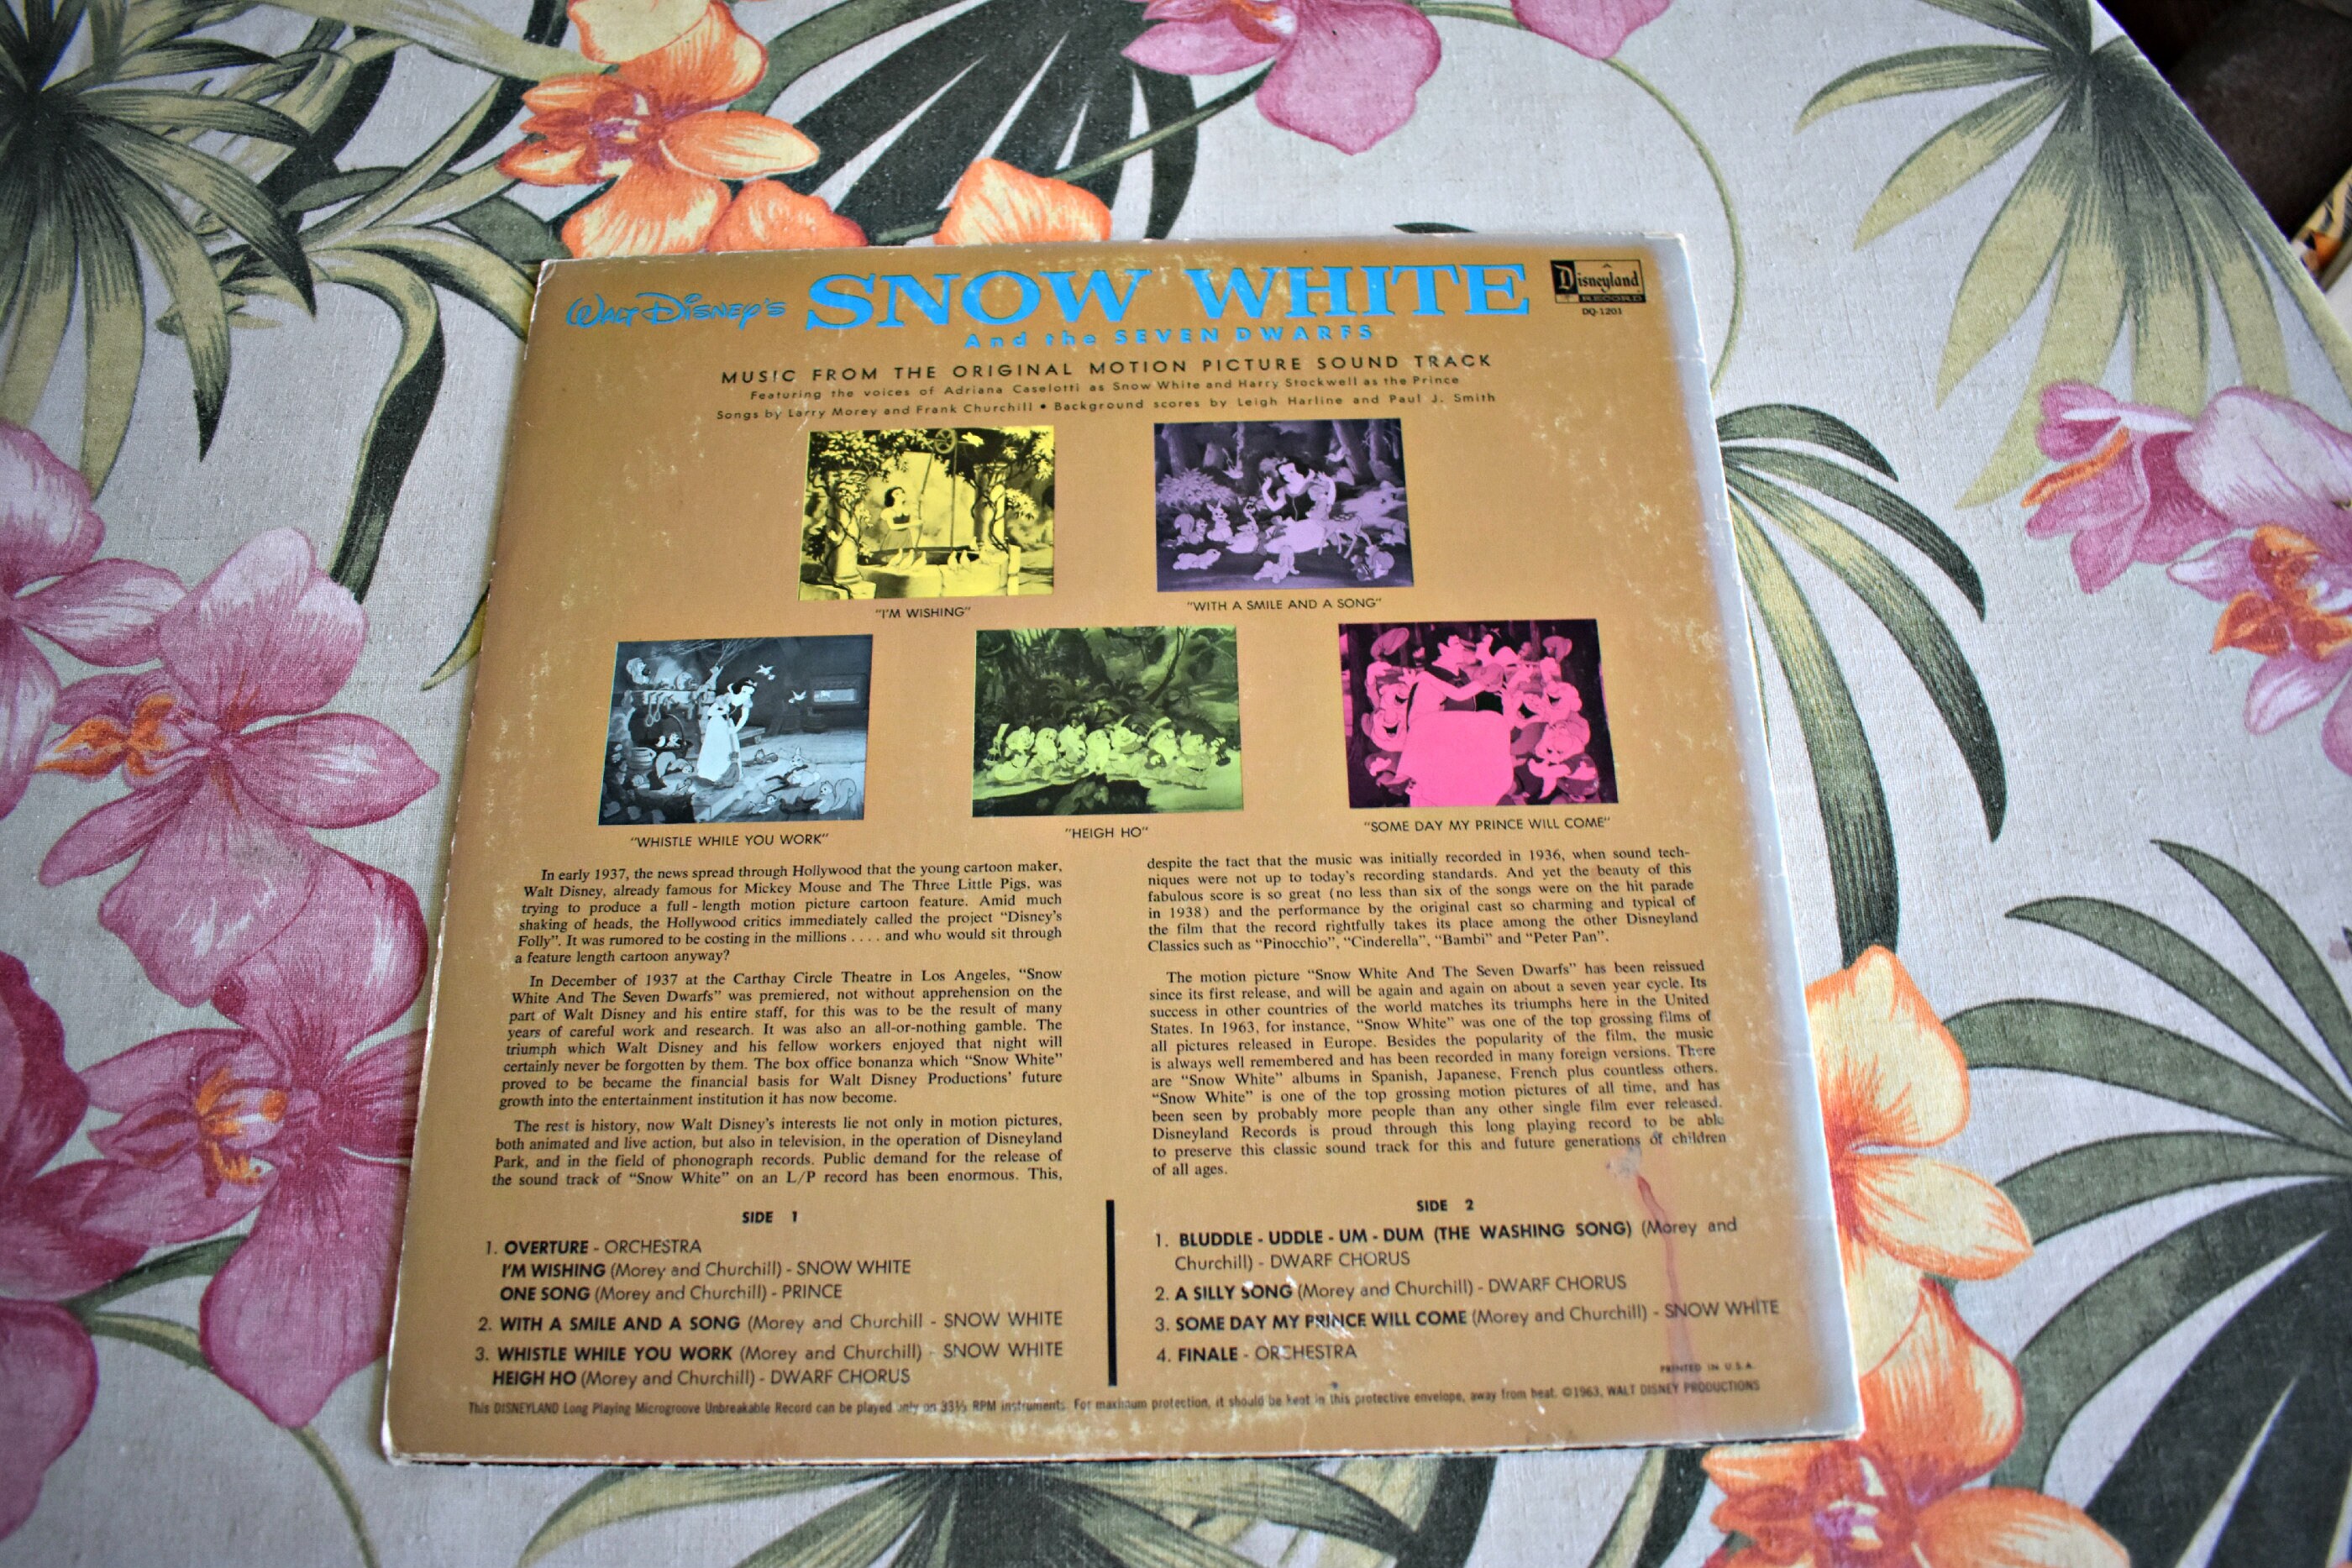 WALT DISNEY'S SNOW WHITE
And the SEVEN DWARFS
Disneyland
RECORD
DQ-1201
MUSIC FROM THE ORIGINAL MOTION PICTURE SOUND TRACK
Featuring the voices of Adriana Caselotti as Snow White and Harry Stockwell as the Prince
Songs by Larry Morey and Frank Churchill • Background scores by Leigh Harline and Paul J. Smith
"I'M WISHING"
"WITH A SMILE AND A SONG"
"WHISTLE WHILE YOU WORK"
"HEIGH HO"
"SOME DAY MY PRINCE WILL COME"
In early 1937, the news spread through Hollywood that the young cartoon maker,
Walt Disney, already famous for Mickey Mouse and The Three Little Pigs, was
trying to produce a full - length motion picture cartoon feature. Amid much
shaking of heads, the Hollywood critics immediately called the project "Disney's
Folly". It was rumored to be costing in the millions . . . . and who would sit through
a feature length cartoon anyway?
In December of 1937 at the Carthay Circle Theatre in Los Angeles, "Snow
White And The Seven Dwarfs" was premiered, not without apprehension on the
part of Walt Disney and his entire staff, for this was to be the result of many
years of careful work and research. It was also an all-or-nothing gamble. The
triumph which Walt Disney and his fellow workers enjoyed that night will
certainly never be forgotten by them. The box office bonanza which "Snow White"
proved to be became the financial basis for Walt Disney Productions' future
growth into the entertainment institution it has now become.
The rest is history, now Walt Disney's interests lie not only in motion pictures,
both animated and live action, but also in television, in the operation of Disneyland
Park, and in the field of phonograph records. Public demand for the release of
the sound track of "Snow White" on an L/P record has been enormous. This,
despite the fact that the music was initially recorded in 1936, when sound tech-
niques were not up to today's recording standards. And yet the beauty of this
fabulous score is so great (no less than six of the songs were on the hit parade
in 1938) and the performance by the original cast so charming and typical of
the film that the record rightfully takes its place among the other Disneyland
Classics such as "Pinocchio", "Cinderella", "Bambi" and "Peter Pan".
The motion picture "Snow White And The Seven Dwarfs" has been reissued
since its first release, and will be again and again on about a seven year cycle. Its
success in other countries of the world matches its triumphs here in the United
States. In 1963, for instance, "Snow White" was one of the top grossing films of
all pictures released in Europe. Besides the popularity of the film, the music
is always well remembered and has been recorded in many foreign versions. There
are "Snow White" albums in Spanish, Japanese, French plus countless others.
"Snow White" is one of the top grossing motion pictures of all time, and has
been seen by probably more people than any other single film ever released.
Disneyland Records is proud through this long playing record to be able
to preserve this classic sound track for this and future generations of children
of all ages.
SIDE 1
1. OVERTURE - ORCHESTRA
I'M WISHING (Morey and Churchill) - SNOW WHITE
ONE SONG (Morey and Churchill) - PRINCE
2. WITH A SMILE AND A SONG (Morey and Churchill - SNOW WHITE
3. WHISTLE WHILE YOU WORK (Morey and Churchill) - SNOW WHITE
HEIGH HO (Morey and Churchill) - DWARF CHORUS
SIDE 2
1. BLUDDLE - UDDLE - UM - DUM (THE WASHING SONG) (Morey and
Churchill) - DWARF CHORUS
2. A SILLY SONG (Morey and Churchill) - DWARF CHORUS
3. SOME DAY MY PRINCE WILL COME (Morey and Churchill) - SNOW WHITE
4. FINALE - ORCHESTRA
PRINTED IN U.S.A.
This DISNEYLAND Long Playing Microgroove Unbreakable Record can be played only on 33⅓ RPM instruments. For maximum protection, it should be kept in this protective envelope, away from heat. ©1963, WALT DISNEY PRODUCTIONS